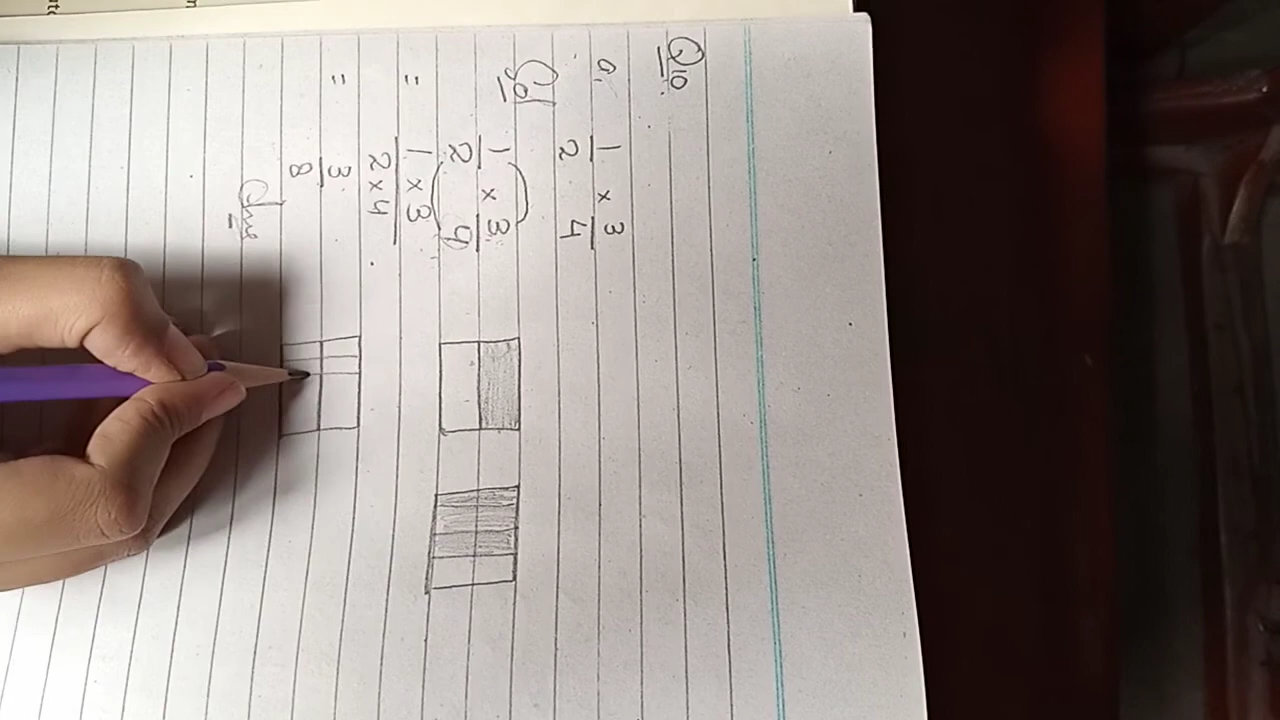 Q10.
a. 1/2 × 3/4
Sol 1/2 × 3/4
= 1 × 3 / 2 × 4
= 3/8
Ans